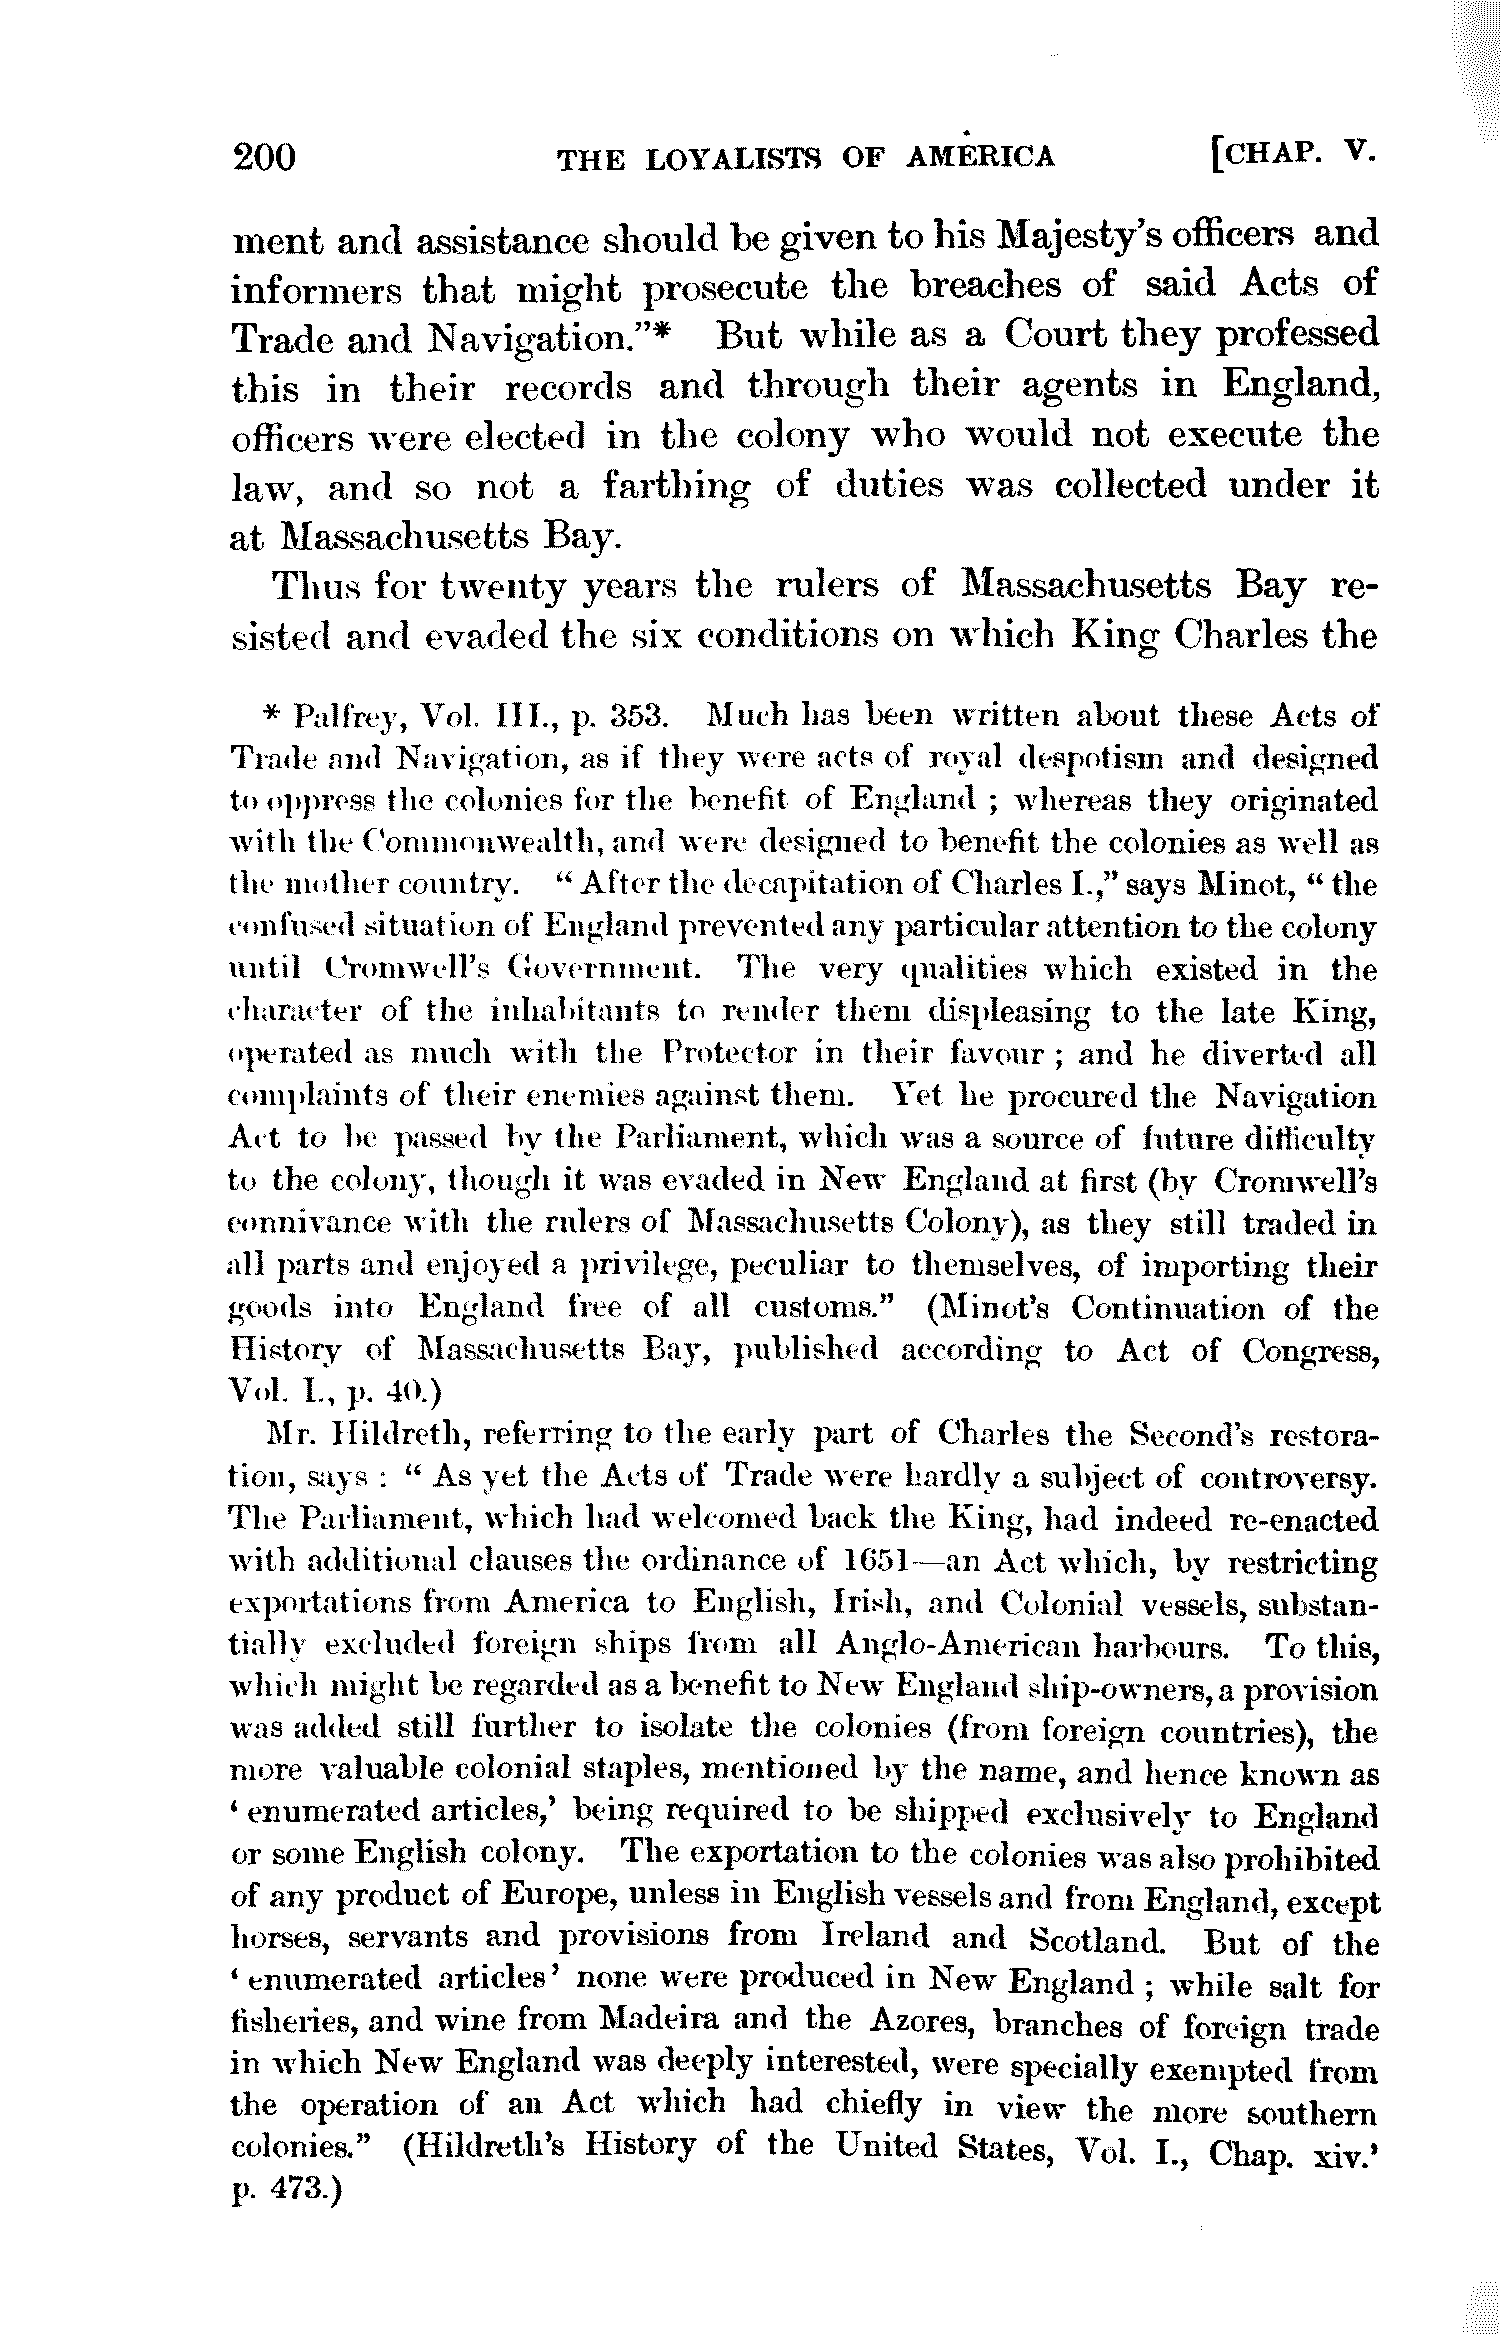 200 THE LOYALISTS OF AMERICA [CHAP. V.
ment and assistance should be given to his Majesty's officers and
informers that might prosecute the breaches of said Acts of
Trade and Navigation."* But while as a Court they professed
this in their records and through their agents in England,
officers were elected in the colony who would not execute the
law, and so not a farthing of duties was collected under it
at Massachusetts Bay.
Thus for twenty years the rulers of Massachusetts Bay re-
sisted and evaded the six conditions on which King Charles the
* Palfrey, Vol. III., p. 353. Much has been written about these Acts of
Trade and Navigation, as if they were acts of royal despotism and designed
to oppress the colonies for the benefit of England ; whereas they originated
with the Commonwealth, and were designed to benefit the colonies as well as
the mother country. "After the decapitation of Charles I.," says Minot, "the
confused situation of England prevented any particular attention to the colony
until Cromwell's Government. The very qualities which existed in the
character of the inhabitants to render them displeasing to the late King,
operated as much with the Protector in their favour ; and he diverted all
complaints of their enemies against them. Yet he procured the Navigation
Act to be passed by the Parliament, which was a source of future difficulty
to the colony, though it was evaded in New England at first (by Cromwell's
connivance with the rulers of Massachusetts Colony), as they still traded in
all parts and enjoyed a privilege, peculiar to themselves, of importing their
goods into England free of all customs." (Minot's Continuation of the
History of Massachusetts Bay, published according to Act of Congress,
Vol. I., p. 40.)
Mr. Hildreth, referring to the early part of Charles the Second's restora-
tion, says : "As yet the Acts of Trade were hardly a subject of controversy.
The Parliament, which had welcomed back the King, had indeed re-enacted
with additional clauses the ordinance of 1651—an Act which, by restricting
exportations from America to English, Irish, and Colonial vessels, substan-
tially excluded foreign ships from all Anglo-American harbours. To this,
which might be regarded as a benefit to New England ship-owners, a provision
was added still further to isolate the colonies (from foreign countries), the
more valuable colonial staples, mentioned by the name, and hence known as
'enumerated articles,' being required to be shipped exclusively to England
or some English colony. The exportation to the colonies was also prohibited
of any product of Europe, unless in English vessels and from England, except
horses, servants and provisions from Ireland and Scotland. But of the
'enumerated articles' none were produced in New England ; while salt for
fisheries, and wine from Madeira and the Azores, branches of foreign trade
in which New England was deeply interested, were specially exempted from
the operation of an Act which had chiefly in view the more southern
colonies." (Hildreth's History of the United States, Vol. I., Chap. xiv.'
p. 473.)